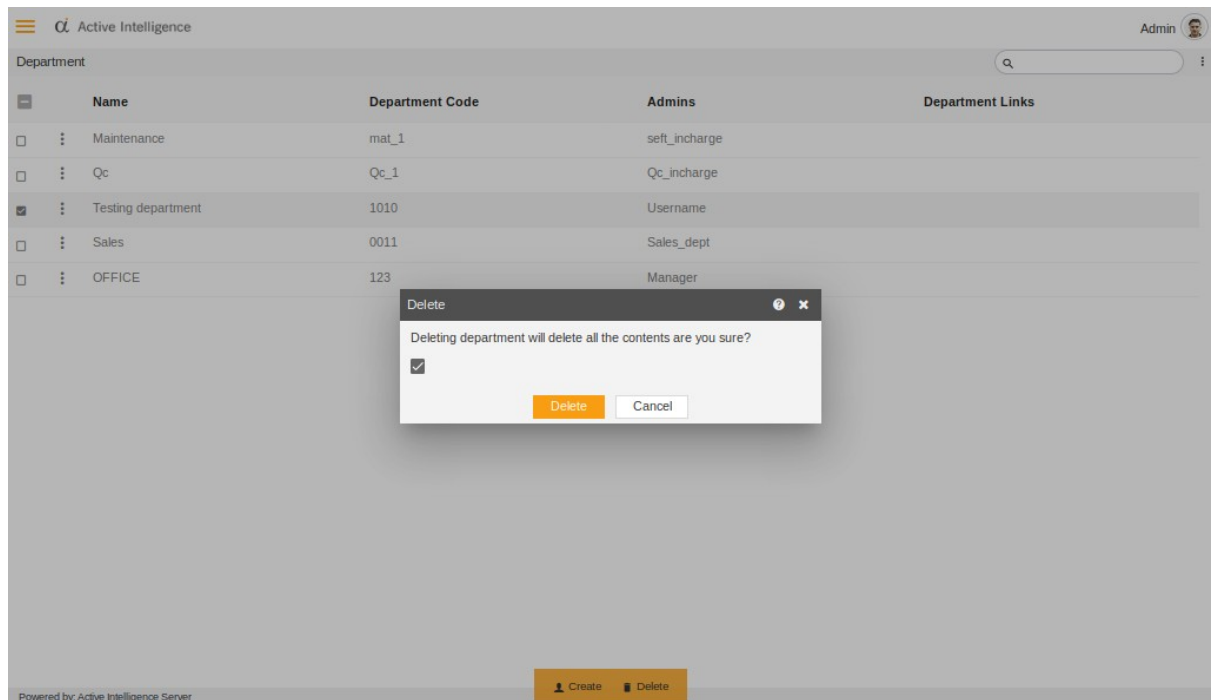 Active Intelligence
Admin
Department
Name Department Code Admins Department Links
Maintenance mat_1 seft_incharge
Qc Qc_1 Qc_incharge
Testing department 1010 Username
Sales 0011 Sales_dept
OFFICE 123 Manager
Delete
Deleting department will delete all the contents are you sure?
Delete Cancel
Create Delete
Powered by: Active Intelligence Server